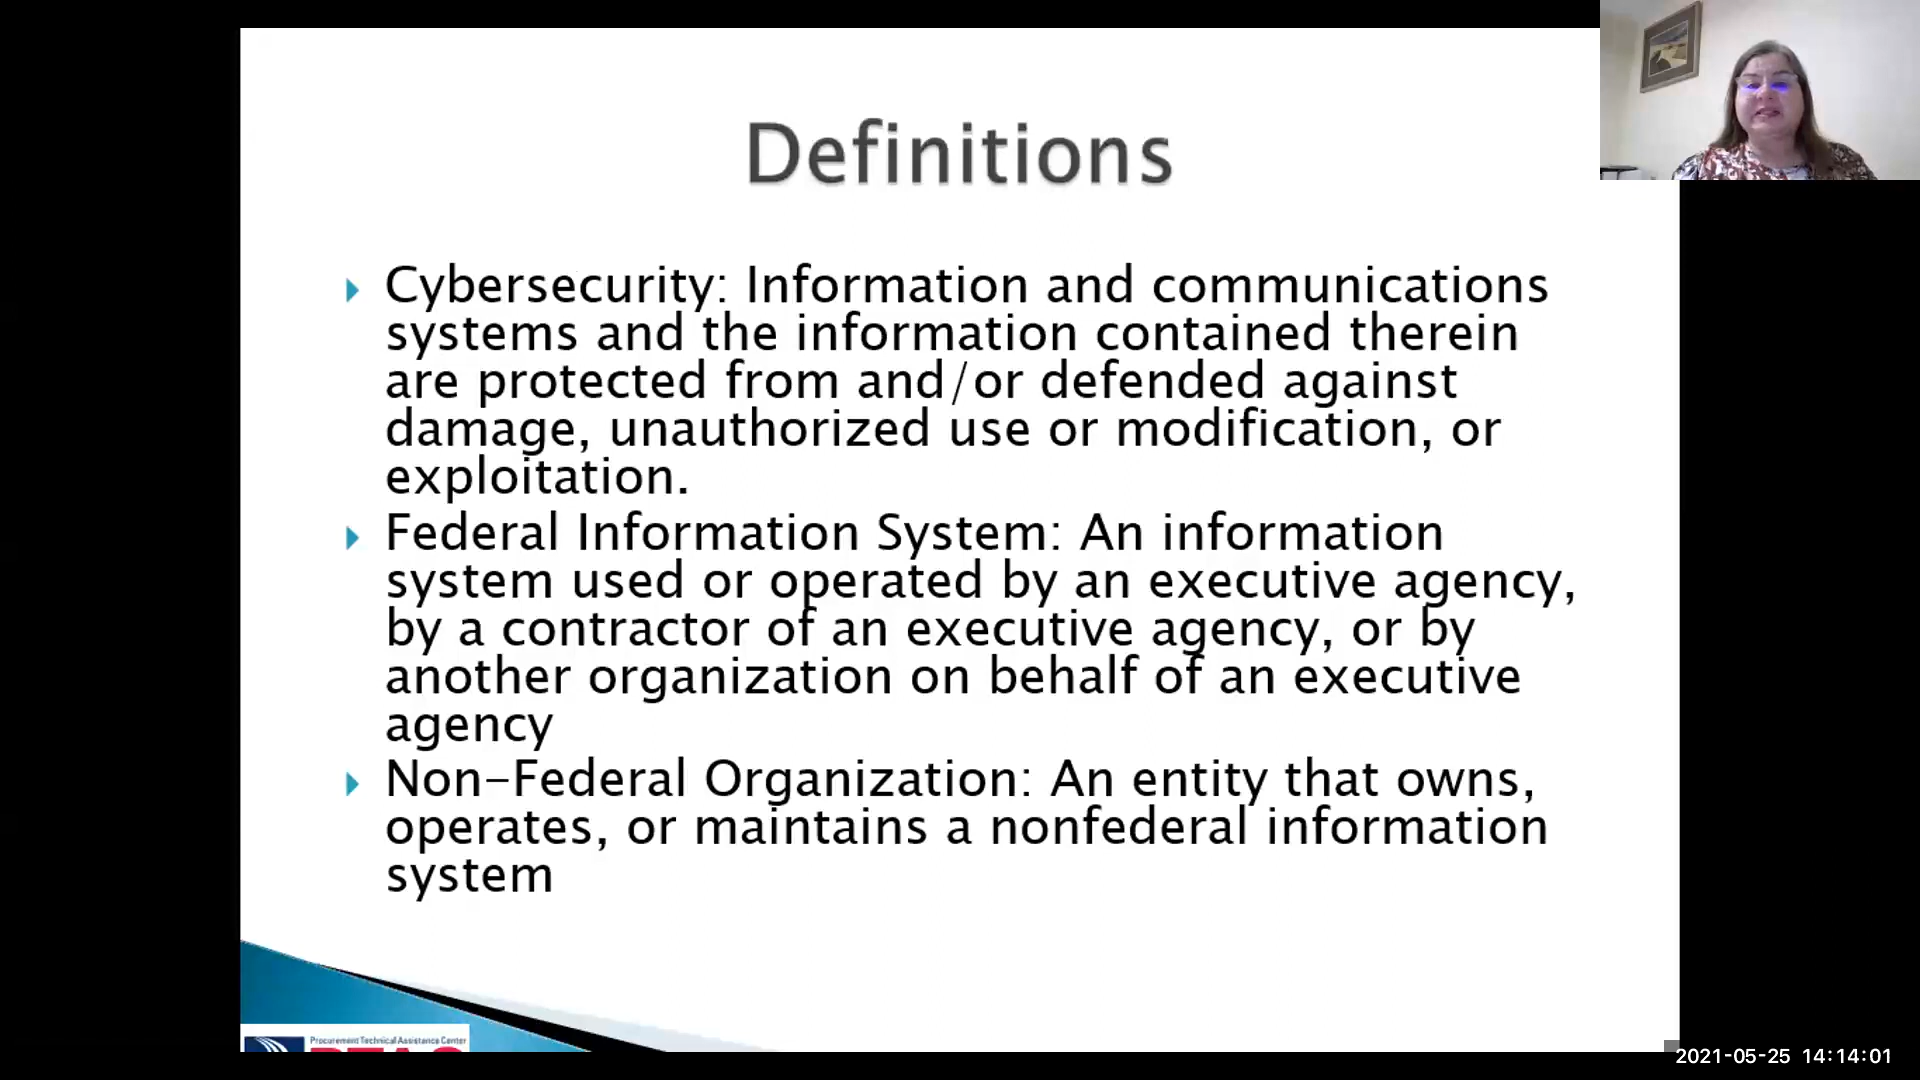 Definitions
Cybersecurity: Information and communications
systems and the information contained therein
are protected from and/or defended against
damage, unauthorized use or modification, or
exploitation.
Federal Information System: An information
system used or operated by an executive agency,
by a contractor of an executive agency, or by
another organization on behalf of an executive
agency
Non-Federal Organization: An entity that owns,
operates, or maintains a nonfederal information
system
Procurement Technical Assistance Center
PTAC
2021-05-25 14:14:01